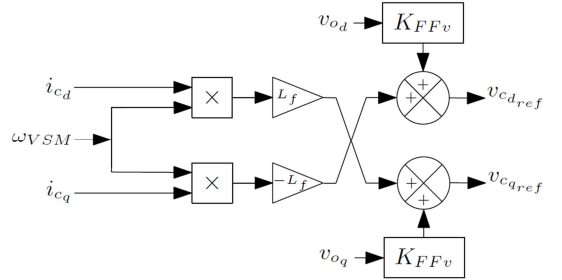 v_{o_d} K_{FFv}
i_{c_d} × L_f + + v_{c_{d_{ref}}}
ω_{VSM}
i_{c_q} × -L_f + + v_{c_{q_{ref}}}
v_{o_q} K_{FFv}